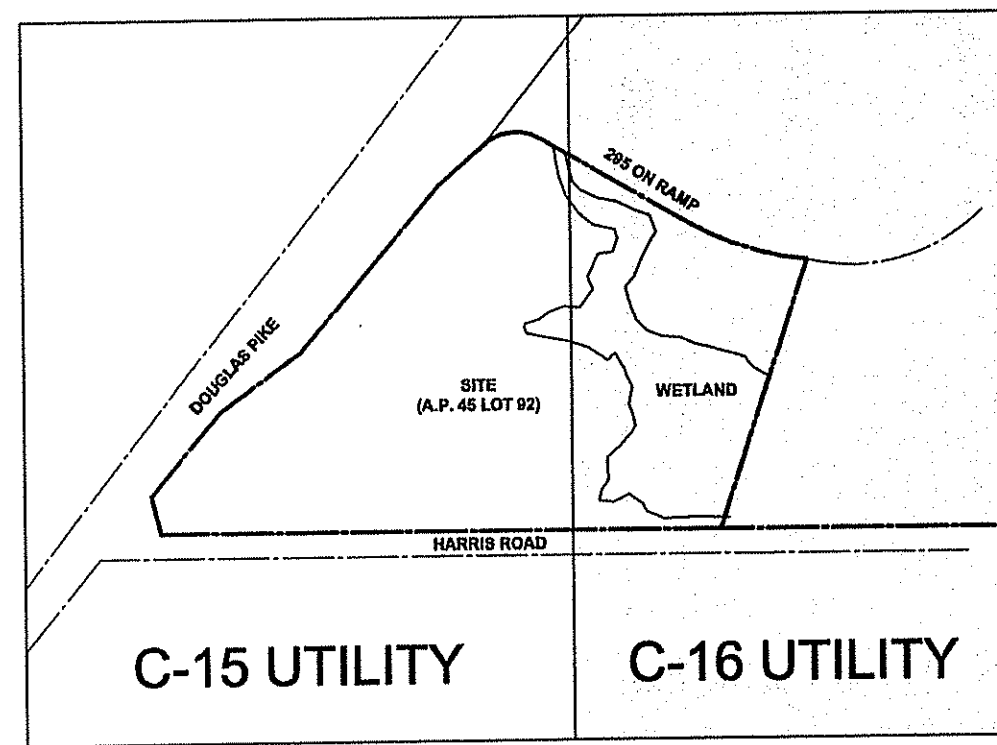 295 ON RAMP
DOUGLAS PIKE
SITE
(A.P. 45 LOT 92)
WETLAND
HARRIS ROAD
C-15 UTILITY
C-16 UTILITY